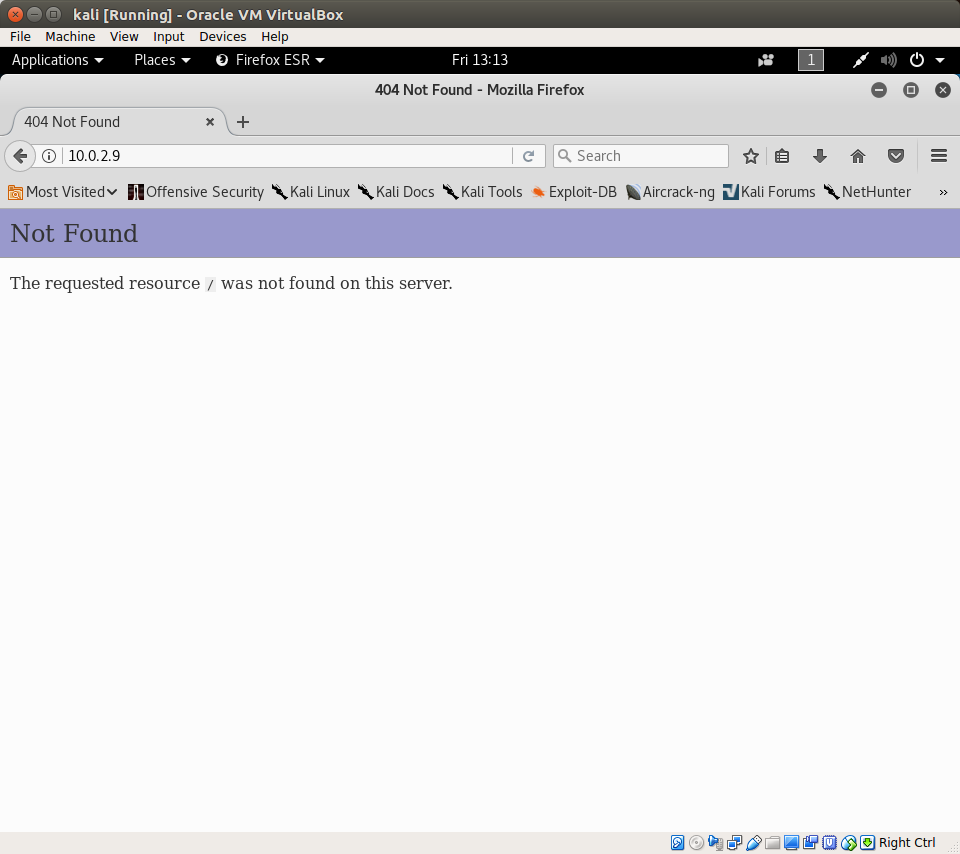 kali [Running] - Oracle VM VirtualBox
File Machine View Input Devices Help
Applications Places Firefox ESR Fri 13:13 1
404 Not Found - Mozilla Firefox
404 Not Found
10.0.2.9 Search
Most Visited Offensive Security Kali Linux Kali Docs Kali Tools Exploit-DB Aircrack-ng Kali Forums NetHunter »
Not Found
The requested resource / was not found on this server.
Right Ctrl